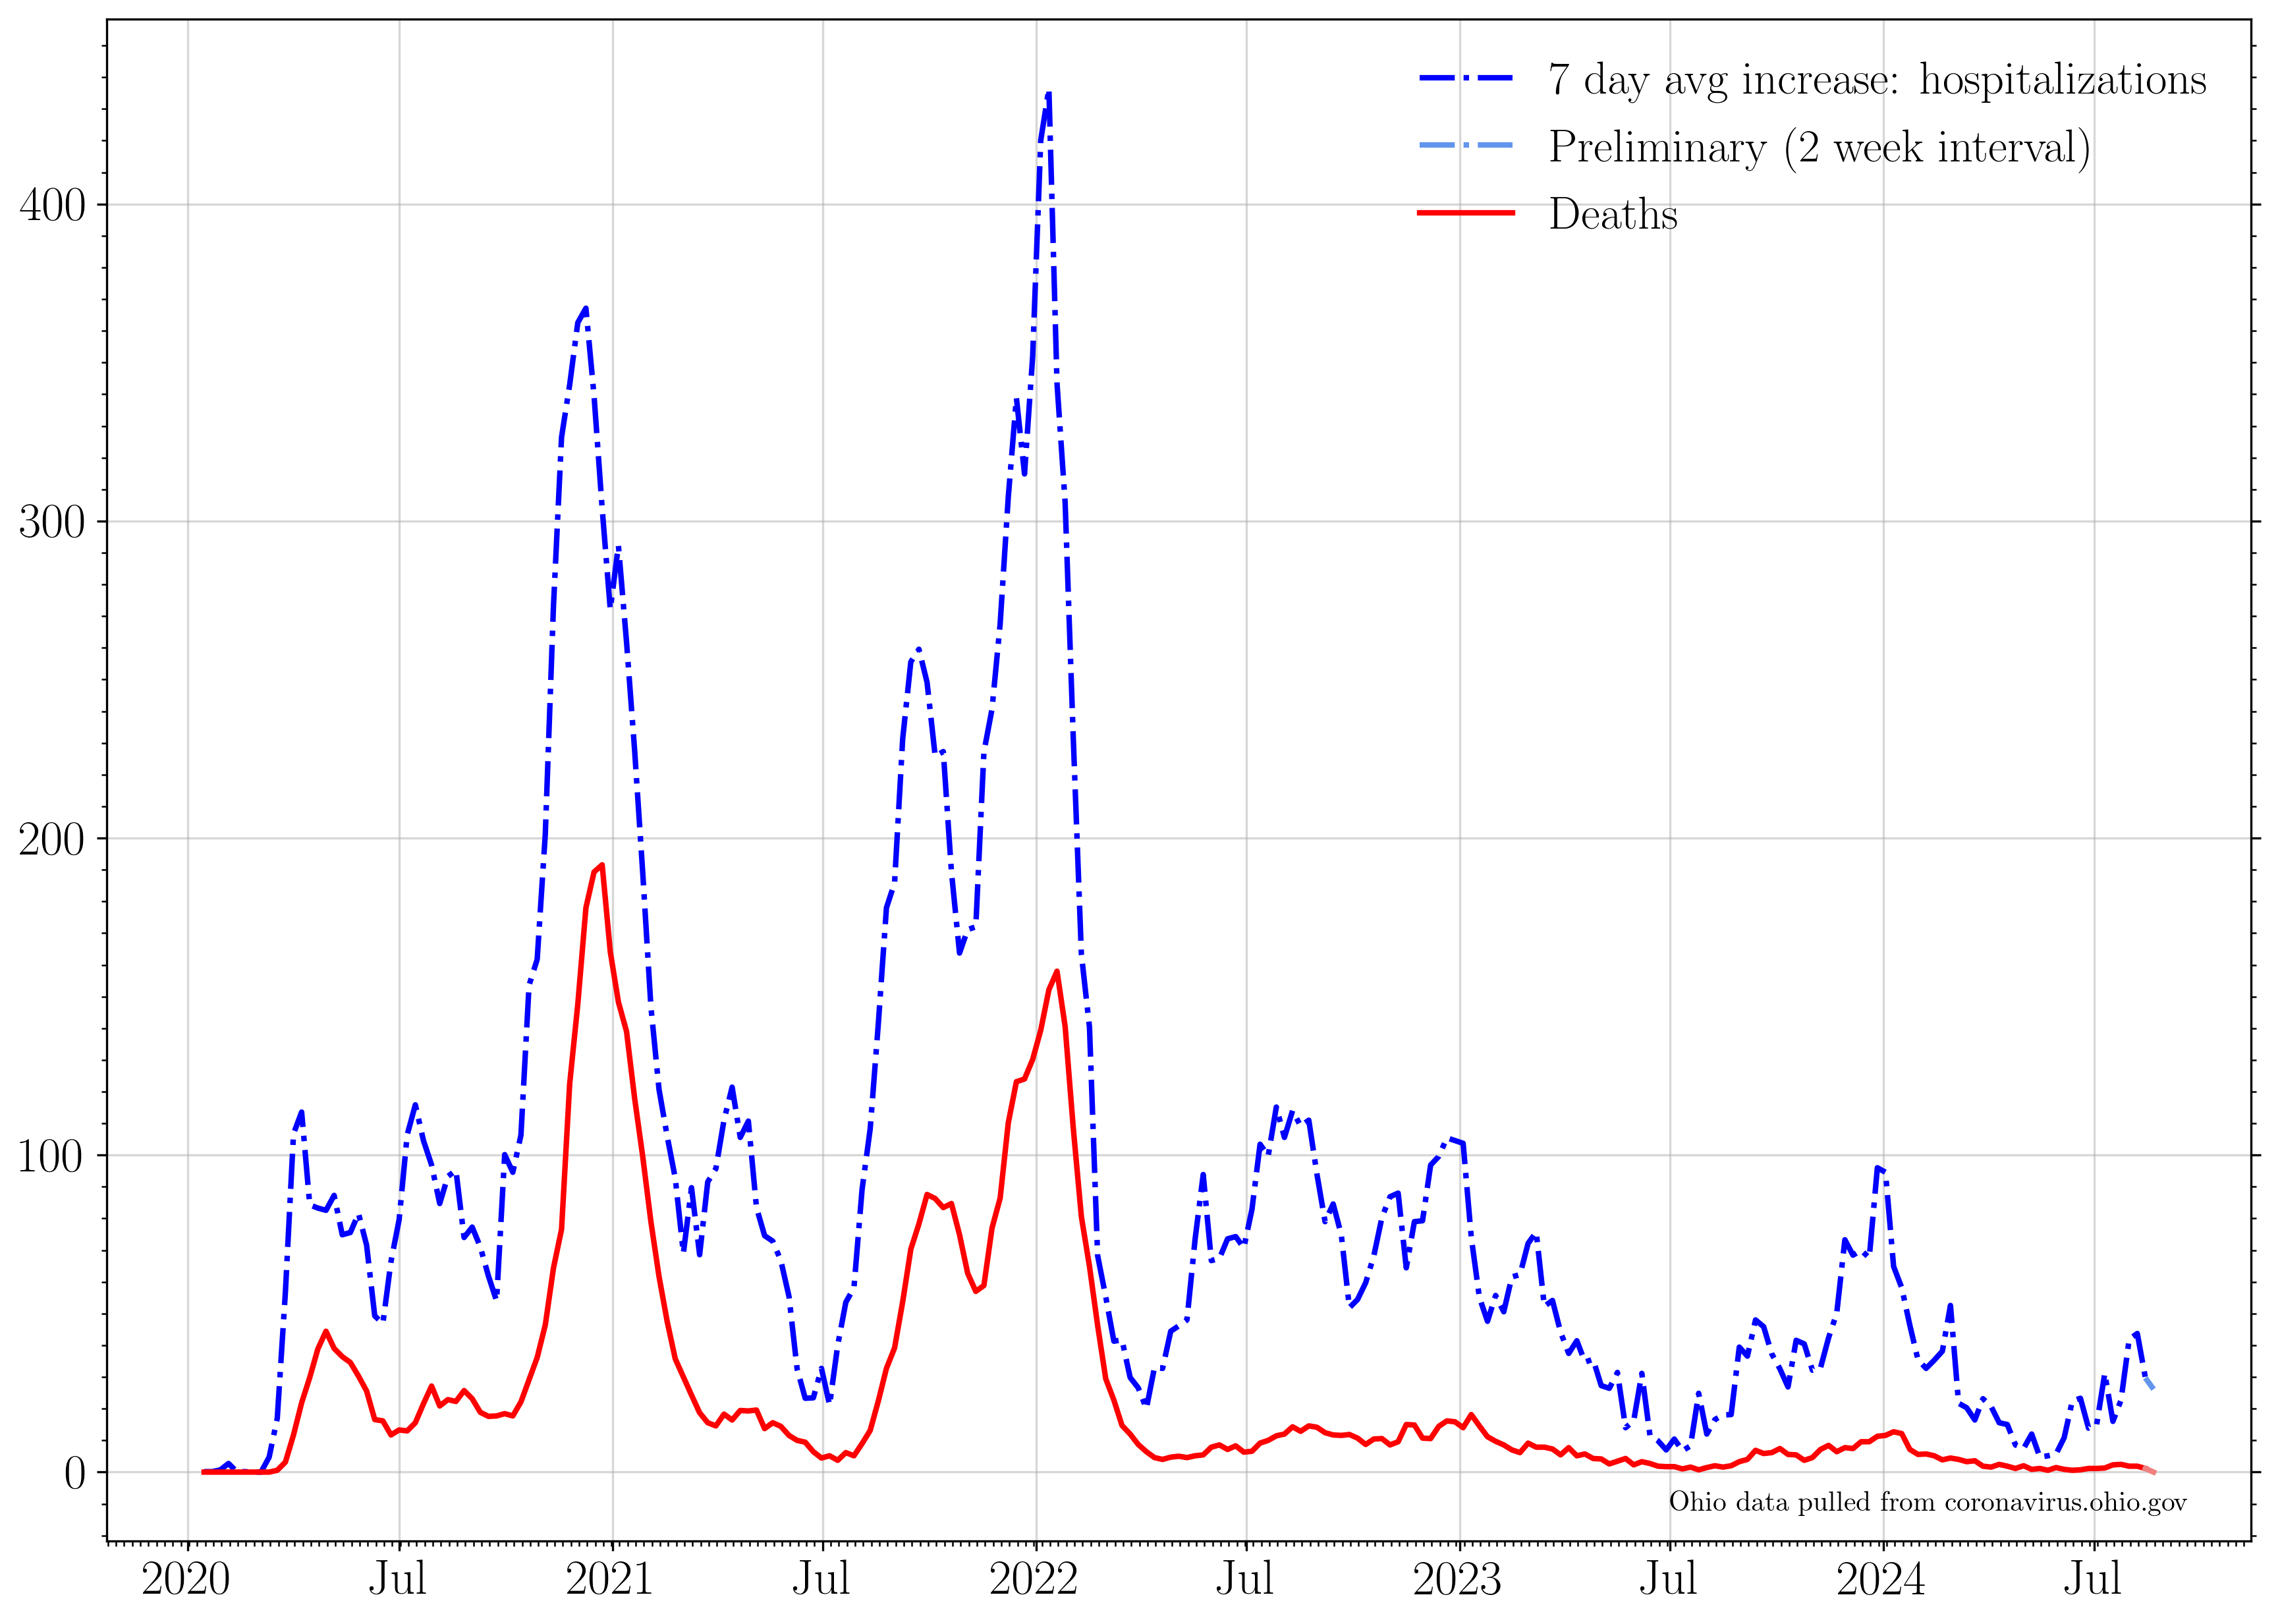 7 day avg increase: hospitalizations
Preliminary (2 week interval)
Deaths
400
300
200
100
0
Ohio data pulled from coronavirus.ohio.gov
2020 Jul 2021 Jul 2022 Jul 2023 Jul 2024 Jul